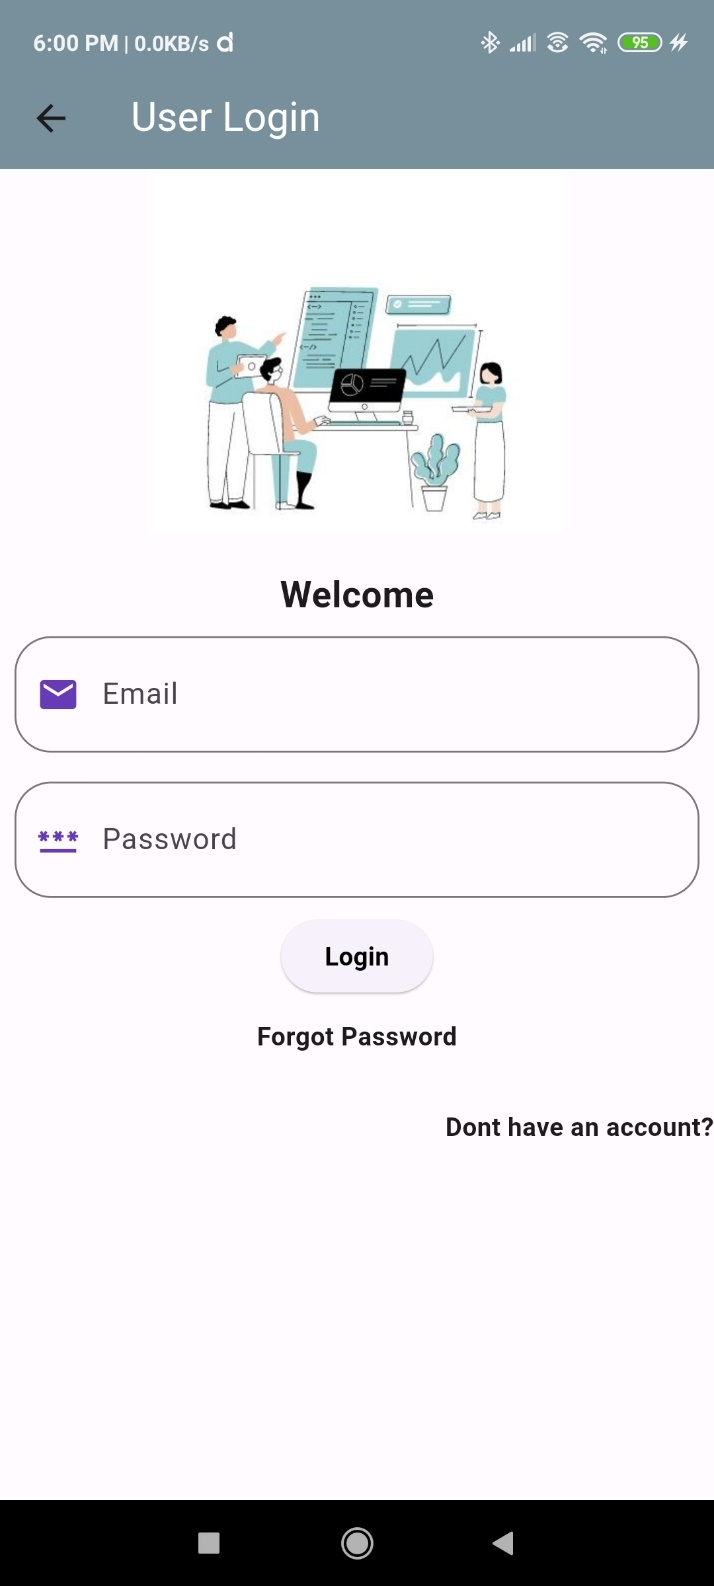 6:00 PM | 0.0KB/s d
95
User Login
Welcome
Email
*** Password
Login
Forgot Password
Dont have an account?